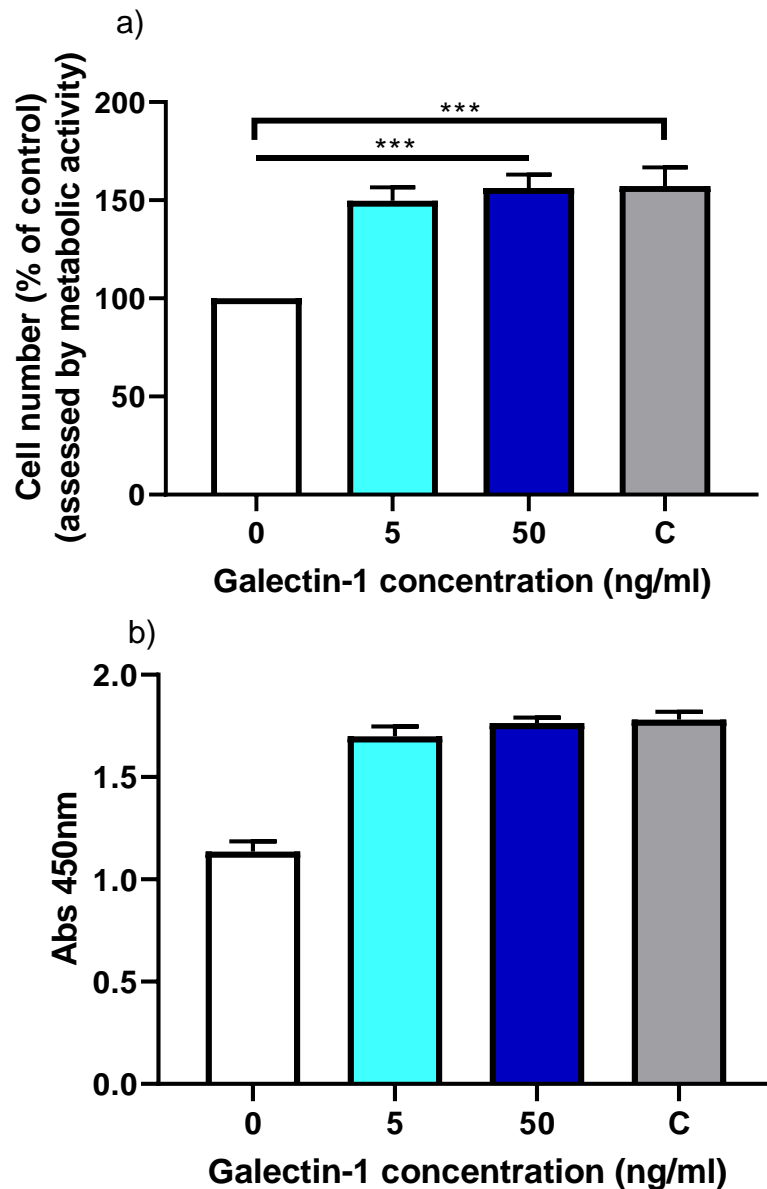 a)
Cell number (% of control)
(assessed by metabolic activity)
200
150
100
50
0
***
***
0 5 50 C
Galectin-1 concentration (ng/ml)
b)
Abs 450nm
2.0
1.5
1.0
0.5
0.0
0 5 50 C
Galectin-1 concentration (ng/ml)